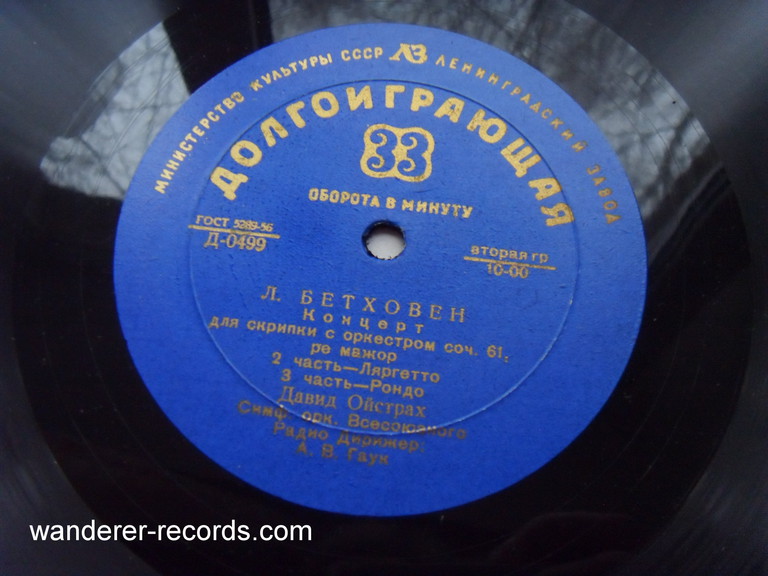 МИНИСТЕРСТВО КУЛЬТУРЫ СССР ЛЗ ЛЕНИНГРАДСКИЙ ЗАВОД
ДОЛГОИГРАЮЩАЯ
33
ОБОРОТА В МИНУТУ
ГОСТ 5289-56
Д-0499
вторая гр
10-00
Л. БЕТХОВЕН
Концерт
для скрипки с оркестром соч. 61,
ре мажор
2 часть—Ляргетто
3 часть—Рондо
Давид Ойстрах
Симф. орк. Всесоюзного
Радио Дирижер:
А. В. Гаук
wanderer-records.com